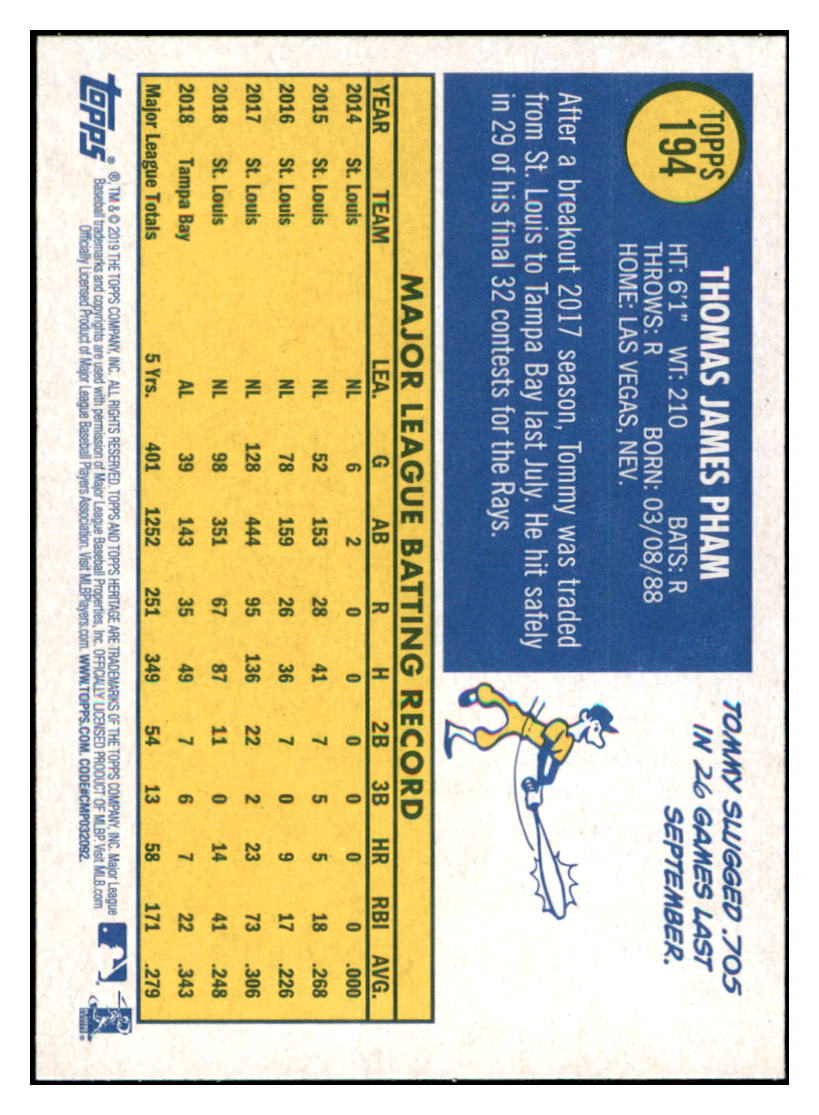 TOPPS
194
THOMAS JAMES PHAM
HT: 6'1" WT: 210 BATS: R
THROWS: R BORN: 03/08/88
HOME: LAS VEGAS, NEV.
After a breakout 2017 season, Tommy was traded
from St. Louis to Tampa Bay last July. He hit safely
in 29 of his final 32 contests for the Rays.
TOMMY SLUGGED .705
IN 26 GAMES LAST
SEPTEMBER.
MAJOR LEAGUE BATTING RECORD
YEAR TEAM LEA. G AB R H 2B 3B HR RBI AVG.
2014 St. Louis NL 6 2 0 0 0 0 0 0 .000
2015 St. Louis NL 52 153 28 41 7 5 5 18 .268
2016 St. Louis NL 78 159 26 36 7 0 9 17 .226
2017 St. Louis NL 128 444 95 136 22 2 23 73 .306
2018 St. Louis NL 98 351 67 87 11 0 14 41 .248
2018 Tampa Bay AL 39 143 35 49 7 6 7 22 .343
Major League Totals 5 Yrs. 401 1252 251 349 54 13 58 171 .279
Topps®
®, TM & © 2019 THE TOPPS COMPANY, INC. ALL RIGHTS RESERVED. TOPPS AND TOPPS HERITAGE ARE TRADEMARKS OF THE TOPPS COMPANY, INC. Major League
Baseball trademarks and copyrights are used with permission of Major League Baseball Properties, Inc. OFFICIALLY LICENSED PRODUCT OF MLBP. Visit MLB.com
Officially Licensed Product of Major League Baseball Players Association. Visit MLBPlayers.com. WWW.TOPPS.COM. CODE#CMP032092.